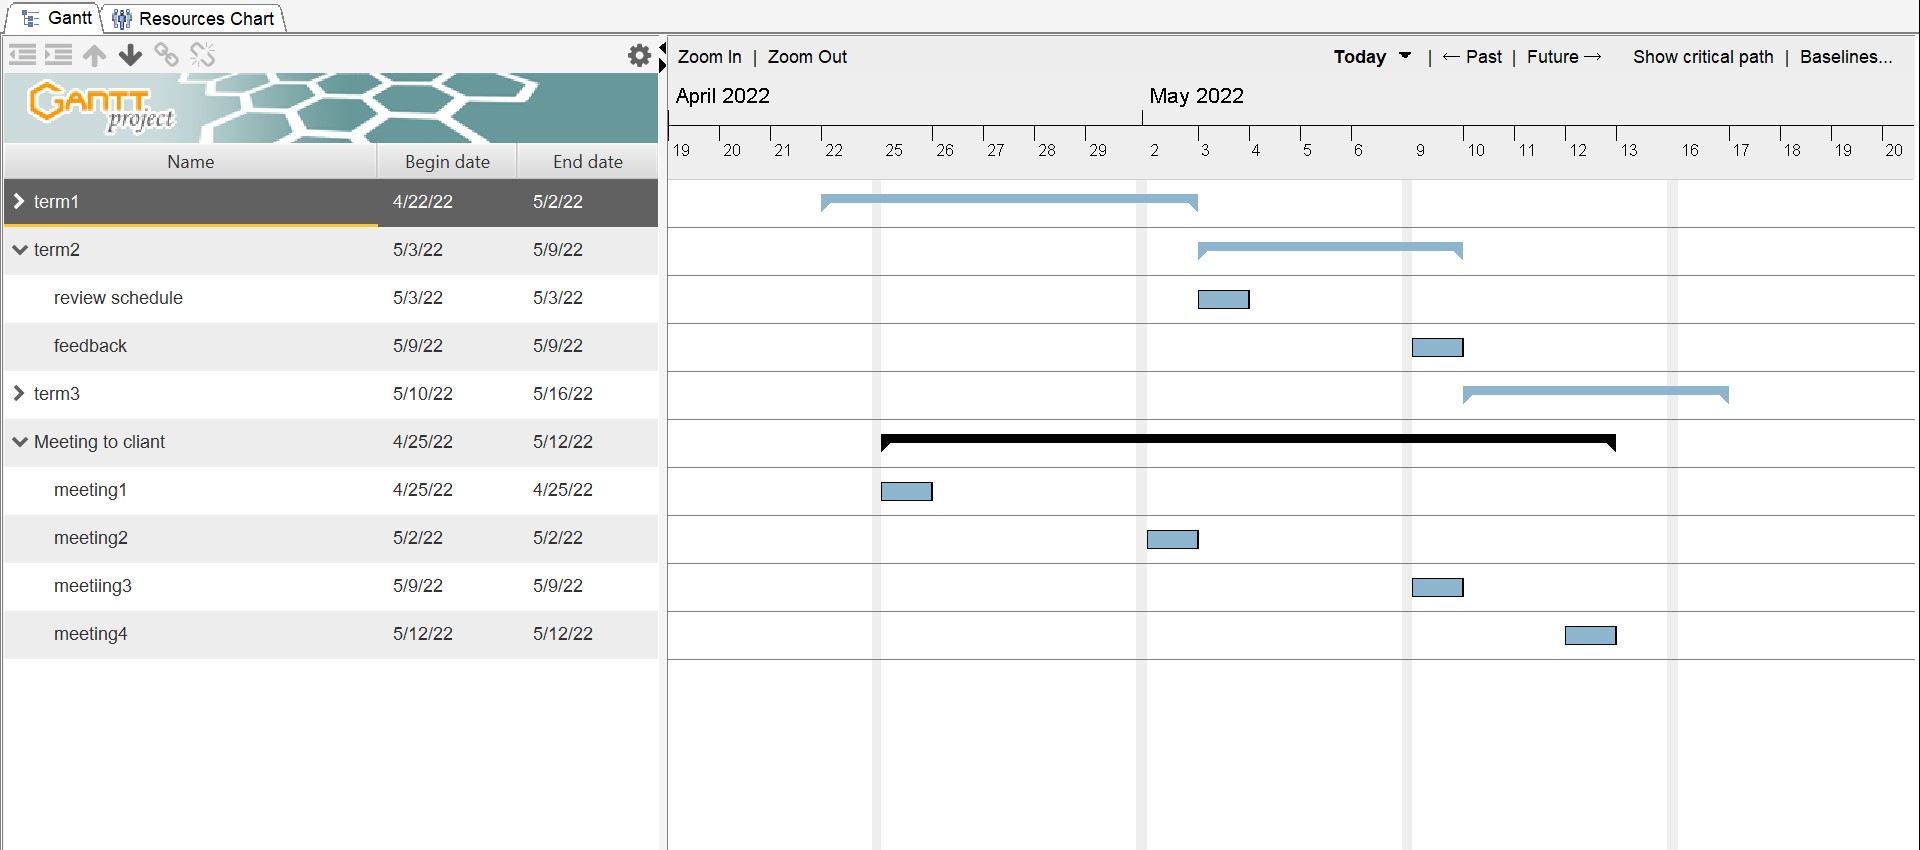 Gantt Resources Chart
Zoom In | Zoom Out Today | ← Past | Future → Show critical path | Baselines...
GANTT
project
April 2022 May 2022
19 20 21 22 25 26 27 28 29 2 3 4 5 6 9 10 11 12 13 16 17 18 19 20
Name Begin date End date
term1 4/22/22 5/2/22
term2 5/3/22 5/9/22
review schedule 5/3/22 5/3/22
feedback 5/9/22 5/9/22
term3 5/10/22 5/16/22
Meeting to cliant 4/25/22 5/12/22
meeting1 4/25/22 4/25/22
meeting2 5/2/22 5/2/22
meetiing3 5/9/22 5/9/22
meeting4 5/12/22 5/12/22